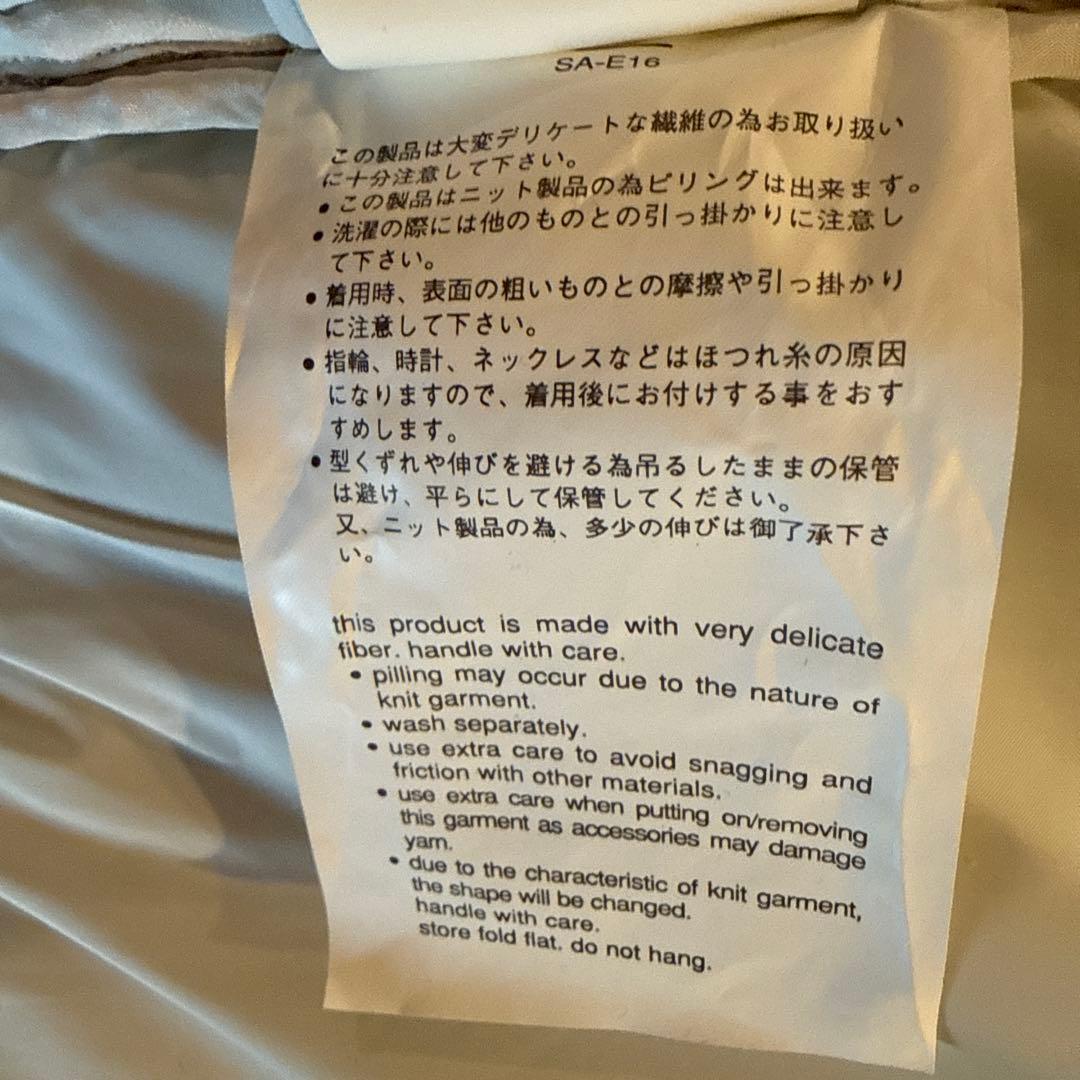 SA-E16
この製品は大変デリケートな繊維の為お取り扱い
に十分注意して下さい。
• この製品はニット製品の為ピリングは出来ます。
• 洗濯の際には他のものとの引っ掛かりに注意し
て下さい。
• 着用時、表面の粗いものとの摩擦や引っ掛かり
に注意して下さい。
• 指輪、時計、ネックレスなどはほつれ糸の原因
になりますので、着用後にお付けする事をおす
すめします。
• 型くずれや伸びを避ける為吊るしたままの保管
は避け、平らにして保管してください。
又、ニット製品の為、多少の伸びは御了承下さ
い。
this product is made with very delicate
fiber. handle with care.
• pilling may occur due to the nature of
knit garment.
• wash separately.
• use extra care to avoid snagging and
friction with other materials.
• use extra care when putting on/removing
this garment as accessories may damage
yarn.
• due to the characteristic of knit garment,
the shape will be changed.
handle with care.
store fold flat. do not hang.